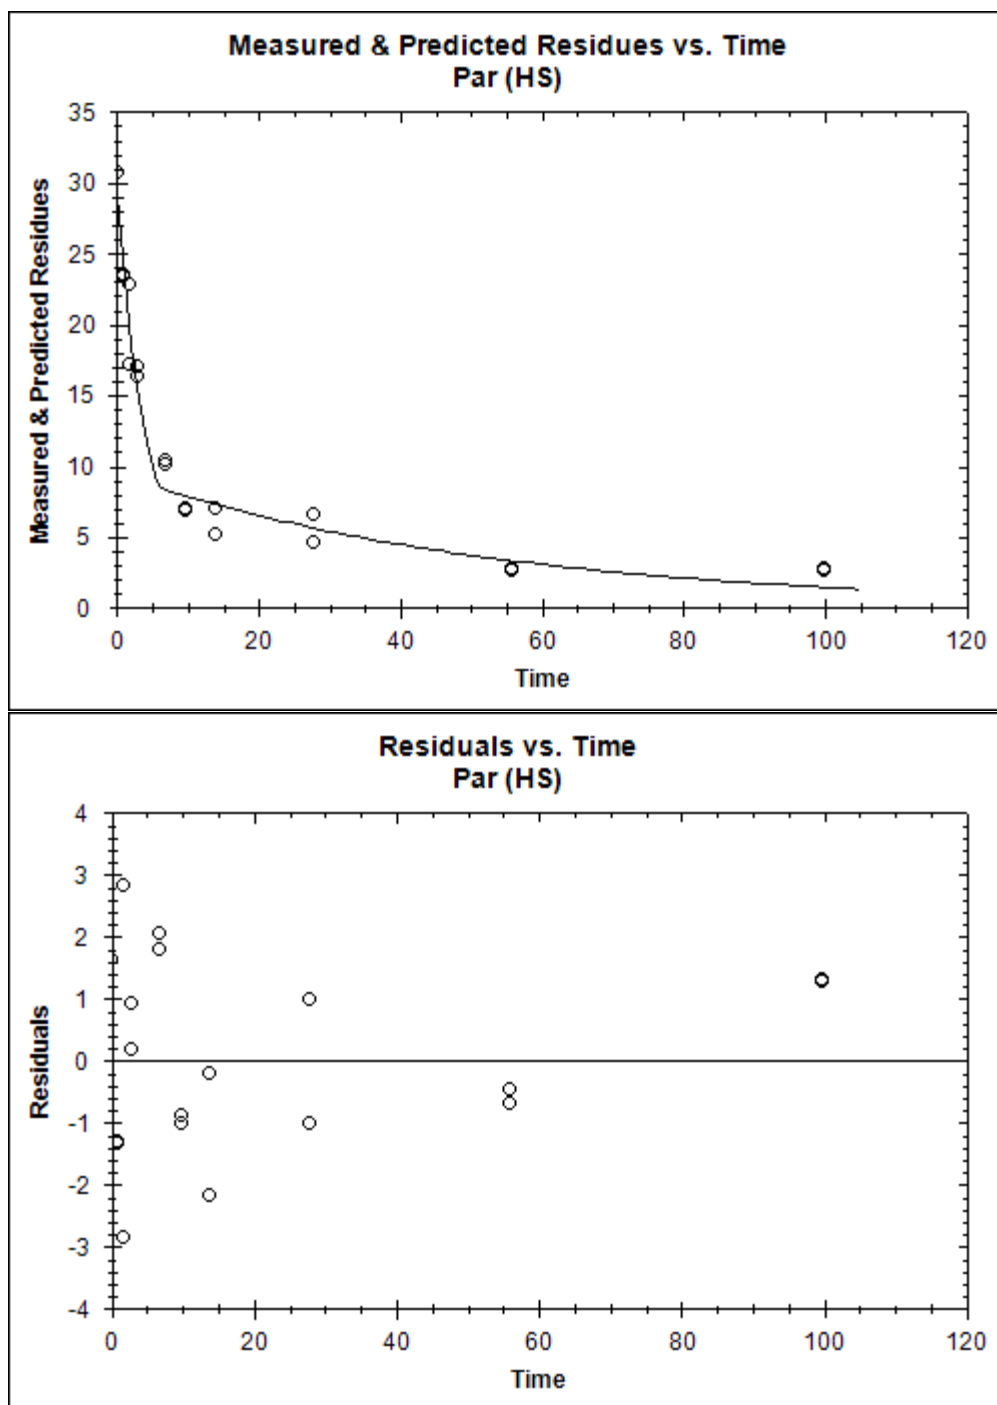 Measured & Predicted Residues vs. Time
Par (HS)
Measured & Predicted Residues
35
30
25
20
15
10
5
0
0 20 40 60 80 100 120
Time
Residuals vs. Time
Par (HS)
Residuals
4
3
2
1
0
-1
-2
-3
-4
0 20 40 60 80 100 120
Time